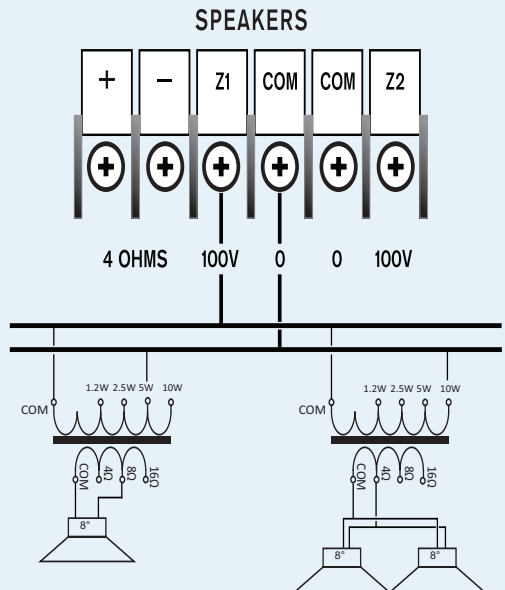 SPEAKERS
+ − Z1 COM COM Z2
4 OHMS 100V 0 0 100V
1.2W 2.5W 5W 10W 1.2W 2.5W 5W 10W
COM COM
COM 4Ω 8Ω 16Ω COM 4Ω 8Ω 16Ω
8°
8° 8°